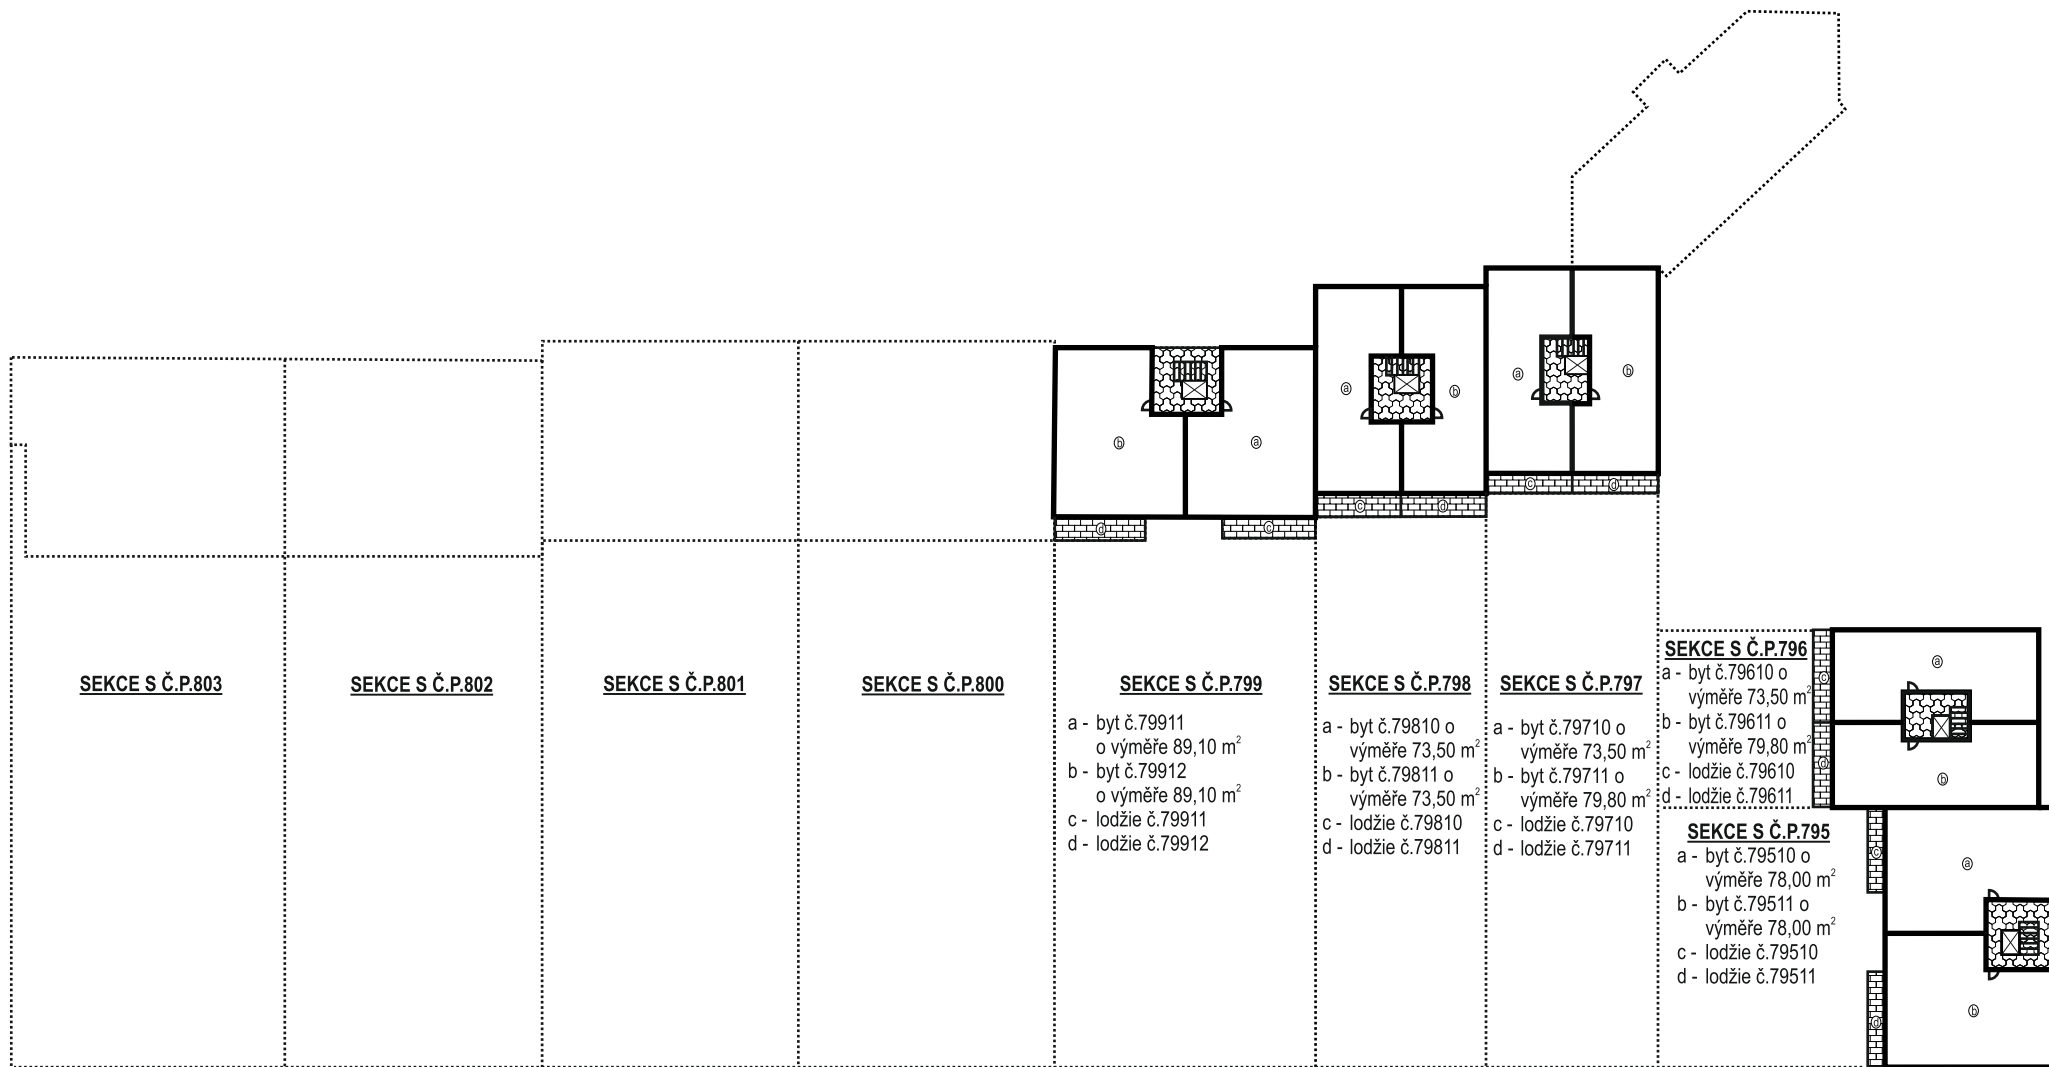 SEKCE S Č.P.803
SEKCE S Č.P.802
SEKCE S Č.P.801
SEKCE S Č.P.800
b
a
d
c
SEKCE S Č.P.799
a - byt č.79911
o výměře 89,10 m²
b - byt č.79912
o výměře 89,10 m²
c - lodžie č.79911
d - lodžie č.79912
a
b
c
d
SEKCE S Č.P.798
a - byt č.79810 o
výměře 73,50 m²
b - byt č.79811 o
výměře 73,50 m²
c - lodžie č.79810
d - lodžie č.79811
a
b
c
d
SEKCE S Č.P.797
a - byt č.79710 o
výměře 73,50 m²
b - byt č.79711 o
výměře 79,80 m²
c - lodžie č.79710
d - lodžie č.79711
SEKCE S Č.P.796
a - byt č.79610 o
výměře 73,50 m²
b - byt č.79611 o
výměře 79,80 m²
c - lodžie č.79610
d - lodžie č.79611
a
c
d
b
SEKCE S Č.P.795
a - byt č.79510 o
výměře 78,00 m²
b - byt č.79511 o
výměře 78,00 m²
c - lodžie č.79510
d - lodžie č.79511
c
a
b
d